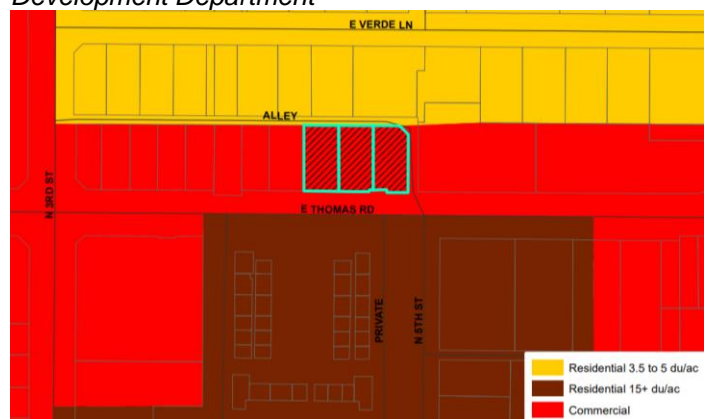 Development Department
E VERDE LN
ALLEY
N 3RD ST
E THOMAS RD
PRIVATE
N 5TH ST
Residential 3.5 to 5 du/ac
Residential 15+ du/ac
Commercial